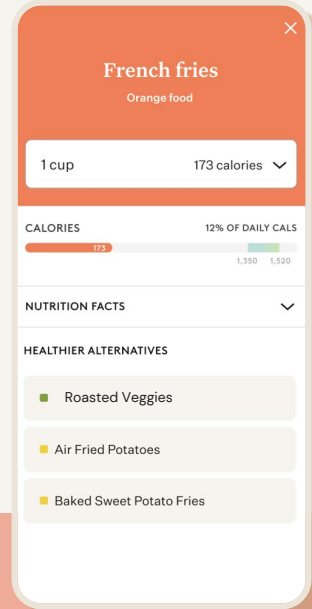 French fries
Orange food
1 cup 173 calories
CALORIES 12% OF DAILY CALS
173
1,350 1,520
NUTRITION FACTS
HEALTHIER ALTERNATIVES
Roasted Veggies
Air Fried Potatoes
Baked Sweet Potato Fries